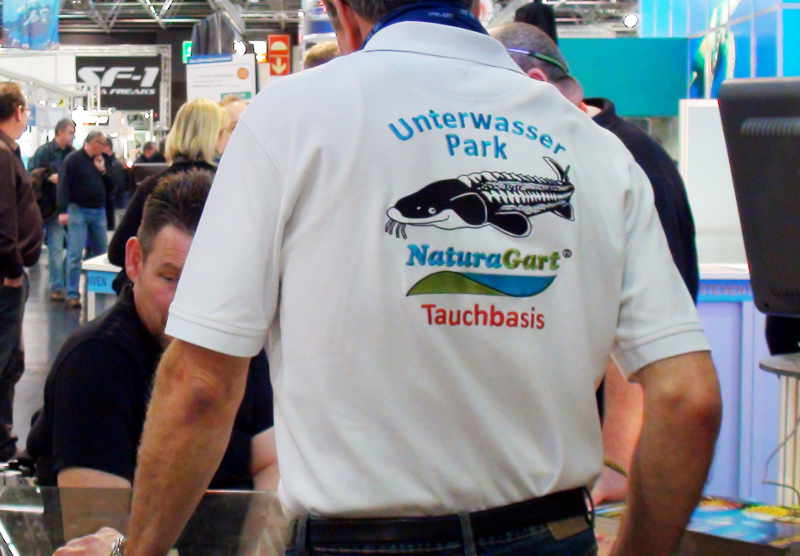 SF-1
Unterwasser
Park
NaturaGart®
Tauchbasis